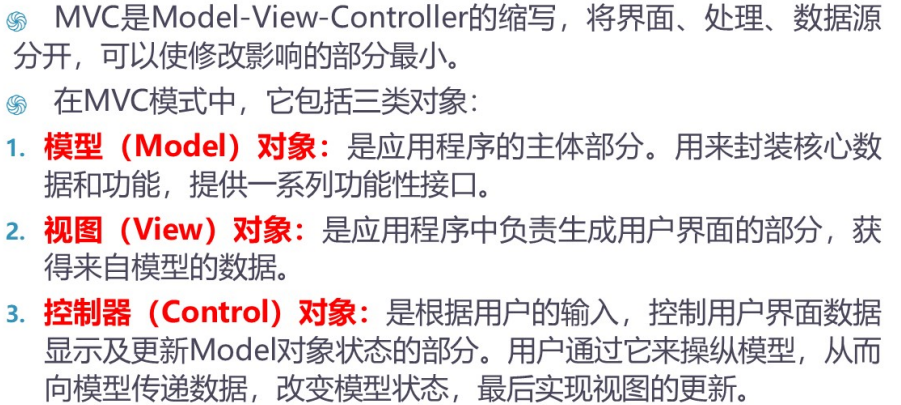 MVC是Model-View-Controller的缩写，将界面、处理、数据源
分开，可以使修改影响的部分最小。
在MVC模式中，它包括三类对象：
1. 模型（Model）对象：是应用程序的主体部分。用来封装核心数
据和功能，提供一系列功能性接口。
2. 视图（View）对象：是应用程序中负责生成用户界面的部分，获
得来自模型的数据。
3. 控制器（Control）对象：是根据用户的输入，控制用户界面数据
显示及更新Model对象状态的部分。用户通过它来操纵模型，从而
向模型传递数据，改变模型状态，最后实现视图的更新。